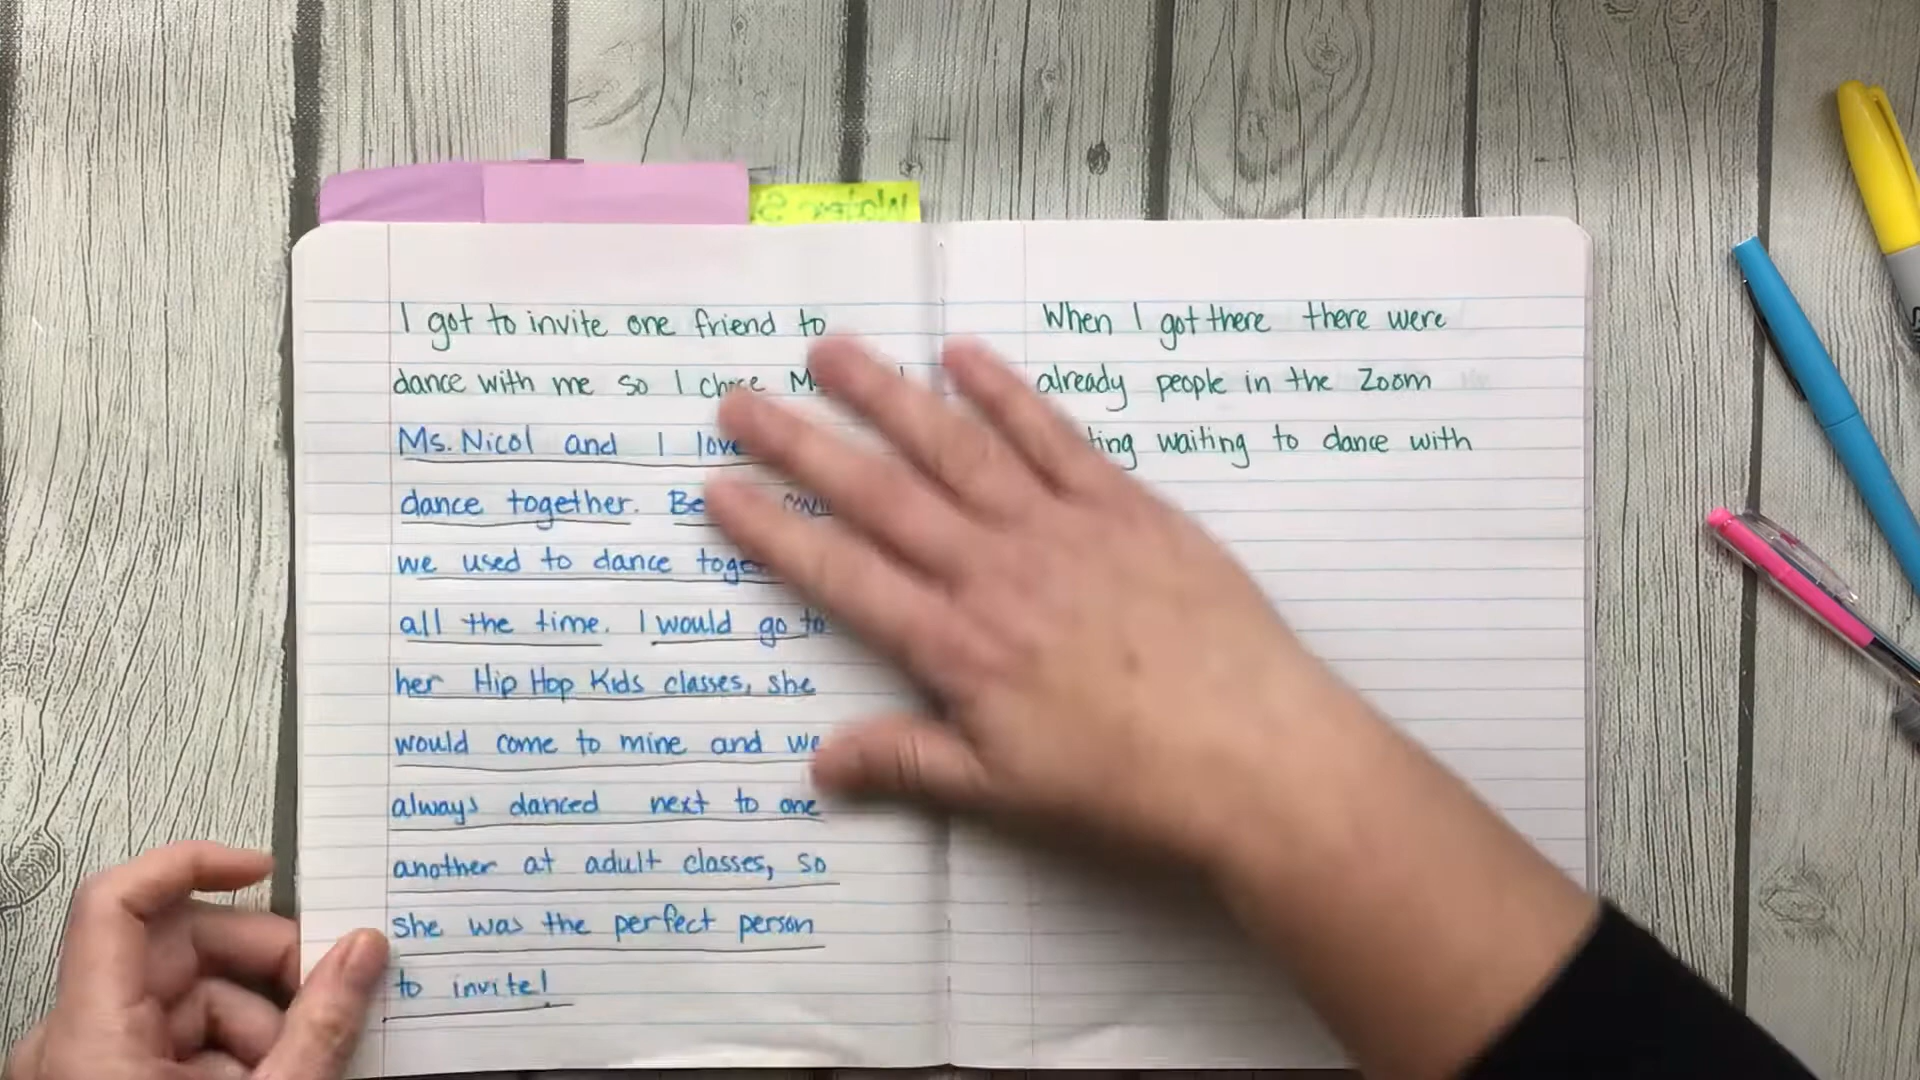 I got to invite one friend to
dance with me so I chose
Ms. Nicol and I love
dance together.
we used to dance
all the time. I would go to
her Hip Hop Kids classes, she
would come to mine and we
always danced next to one
another at adult classes, so
she was the perfect person
to invite!
When I got there there were
already people in the Zoom
waiting to dance with